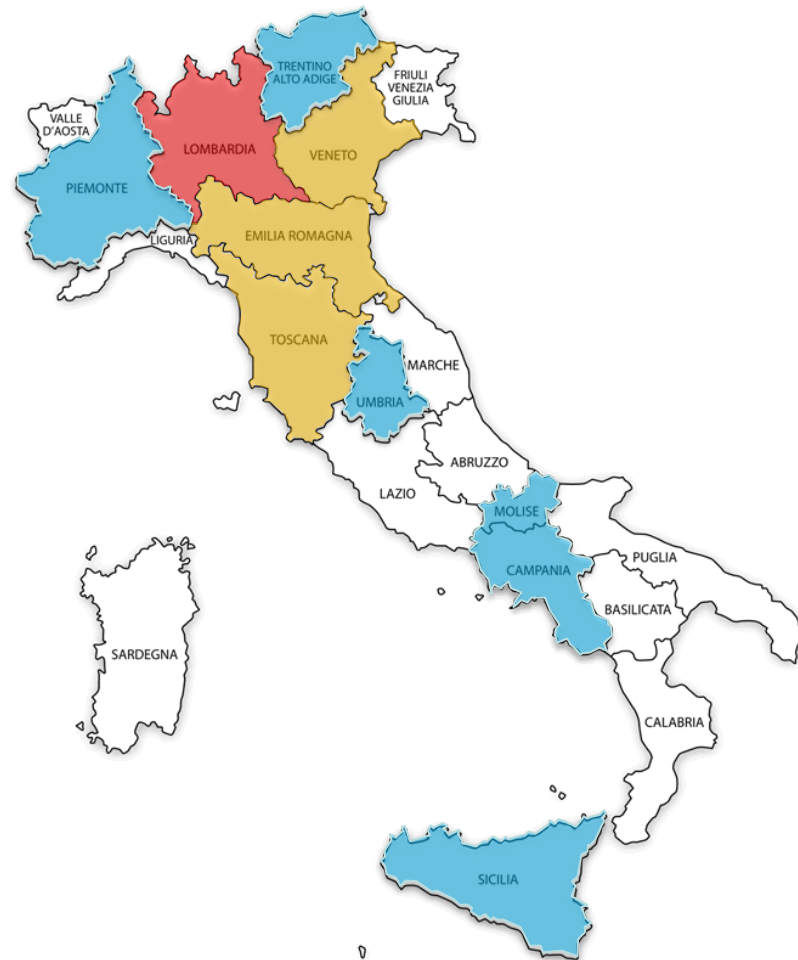 TRENTINO
ALTO ADIGE
FRIULI
VENEZIA
GIULIA
VALLE
D'AOSTA
LOMBARDIA
VENETO
PIEMONTE
LIGURIA
EMILIA ROMAGNA
TOSCANA
MARCHE
UMBRIA
ABRUZZO
LAZIO
MOLISE
PUGLIA
CAMPANIA
BASILICATA
SARDEGNA
CALABRIA
SICILIA